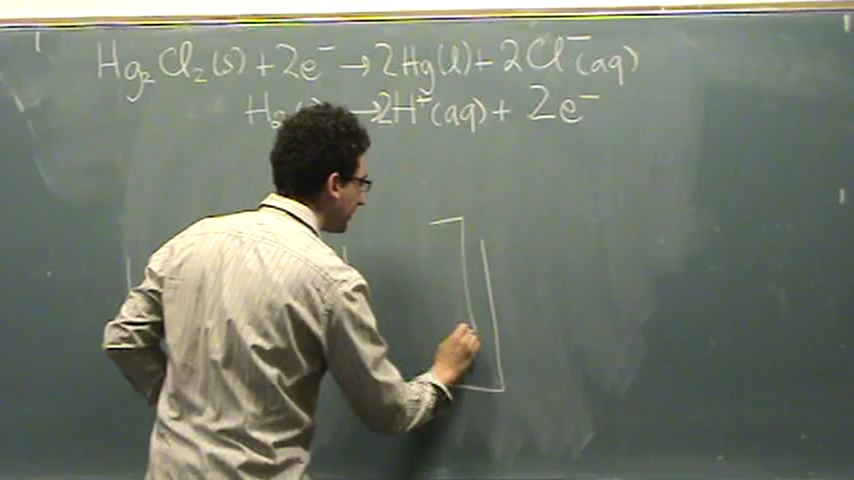 Hg₂Cl₂(s) + 2e⁻ → 2Hg(l) + 2Cl⁻(aq)
H₂ → 2H⁺(aq) + 2e⁻